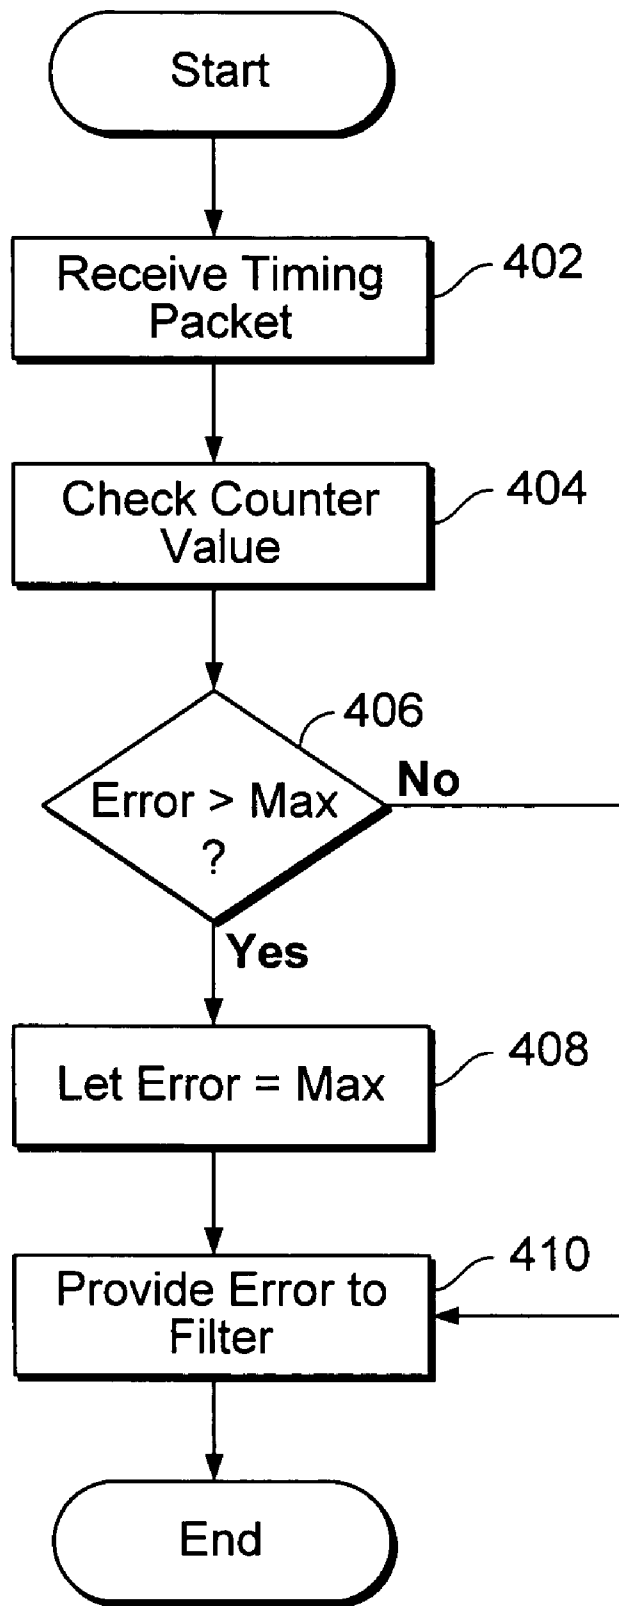 Start
Receive Timing
Packet
402
Check Counter
Value
404
406
Error > Max
?
No
Yes
Let Error = Max
408
Provide Error to
Filter
410
End